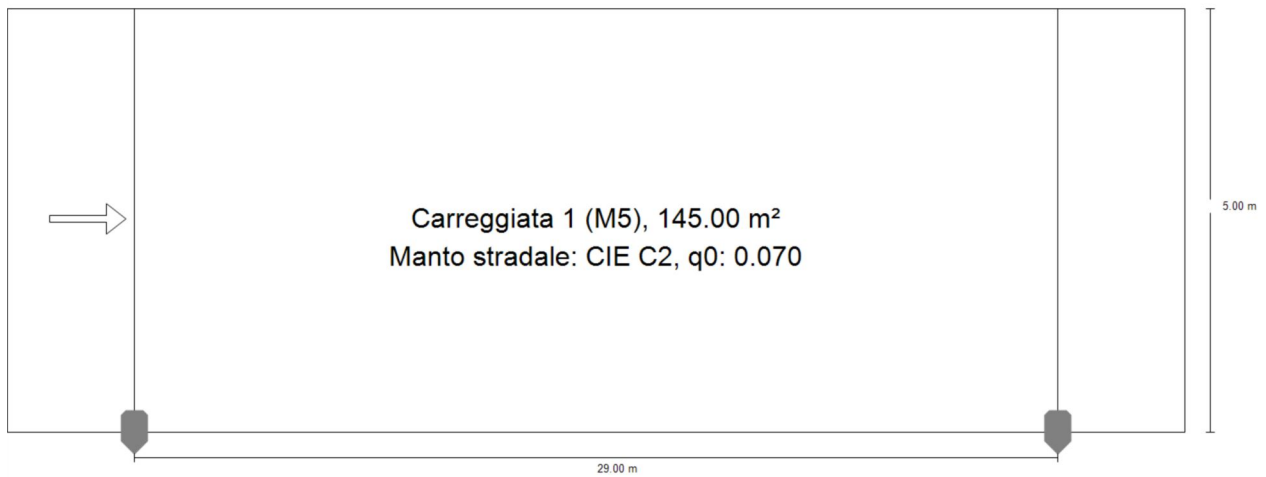 Carreggiata 1 (M5), 145.00 m²
Manto stradale: CIE C2, q0: 0.070
5.00 m
29.00 m